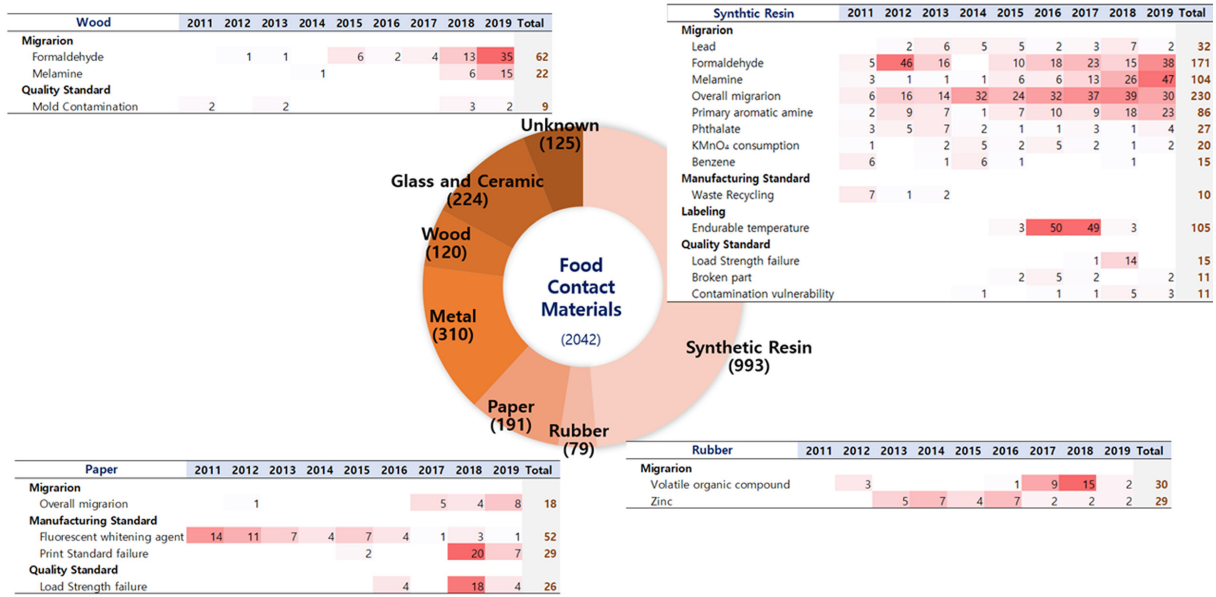 Wood 2011 2012 2013 2014 2015 2016 2017 2018 2019 Total
Migrarion
Formaldehyde 1 1 6 2 4 13 35 62
Melamine 1 6 15 22
Quality Standard
Mold Contamination 2 2 3 2 9
Synthtic Resin 2011 2012 2013 2014 2015 2016 2017 2018 2019 Total
Migrarion
Lead 2 6 5 5 2 3 7 2 32
Formaldehyde 5 46 16 10 18 23 15 38 171
Melamine 3 1 1 1 6 6 13 26 47 104
Overall migrarion 6 16 14 32 24 32 37 39 30 230
Primary aromatic amine 2 9 7 1 7 10 9 18 23 86
Phthalate 3 5 7 2 1 1 3 1 4 27
KMnO₄ consumption 1 2 5 2 5 2 1 2 20
Benzene 6 1 6 1 1 15
Manufacturing Standard
Waste Recycling 7 1 2 10
Labeling
Endurable temperature 3 50 49 3 105
Quality Standard
Load Strength failure 1 14 15
Broken part 2 5 2 2 11
Contamination vulnerability 1 1 1 5 3 11
Unknown
(125)
Glass and Ceramic
(224)
Wood
(120)
Metal
(310)
Paper
(191)
Rubber
(79)
Synthetic Resin
(993)
Food
Contact
Materials
(2042)
Paper 2011 2012 2013 2014 2015 2016 2017 2018 2019 Total
Migrarion
Overall migrarion 1 5 4 8 18
Manufacturing Standard
Fluorescent whitening agent 14 11 7 4 7 4 1 3 1 52
Print Standard failure 2 20 7 29
Quality Standard
Load Strength failure 4 18 4 26
Rubber 2011 2012 2013 2014 2015 2016 2017 2018 2019 Total
Migrarion
Volatile organic compound 3 1 9 15 2 30
Zinc 5 7 4 7 2 2 2 29